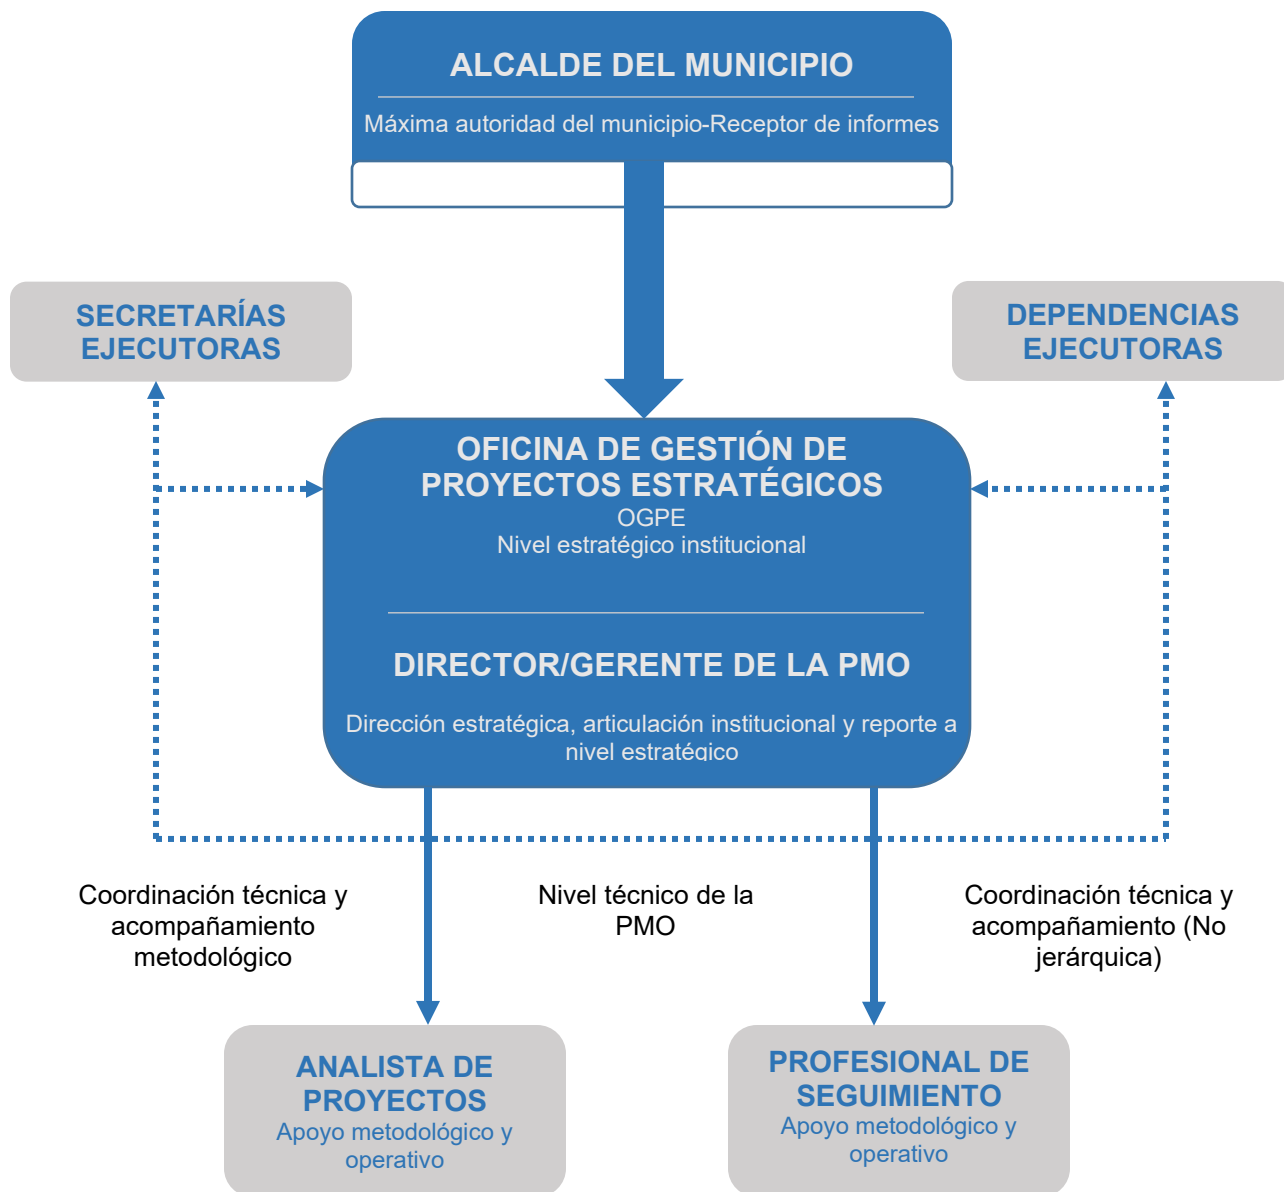 ALCALDE DEL MUNICIPIO
Máxima autoridad del municipio-Receptor de informes
SECRETARÍAS
EJECUTORAS
DEPENDENCIAS
EJECUTORAS
OFICINA DE GESTIÓN DE
PROYECTOS ESTRATÉGICOS
OGPE
Nivel estratégico institucional
DIRECTOR/GERENTE DE LA PMO
Dirección estratégica, articulación institucional y reporte a
nivel estratégico
Coordinación técnica y
acompañamiento
metodológico
Nivel técnico de la
PMO
Coordinación técnica y
acompañamiento (No
jerárquica)
ANALISTA DE
PROYECTOS
Apoyo metodológico y
operativo
PROFESIONAL DE
SEGUIMIENTO
Apoyo metodológico y
operativo